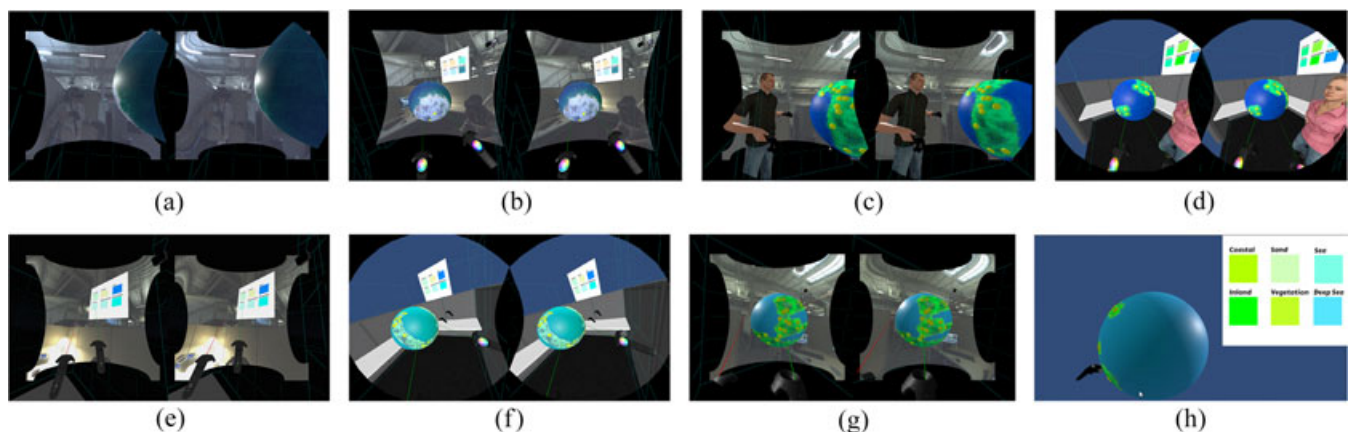 (a)
(b)
(c)
(d)
Coastal Sand Sea
Inland Vegetation Deep Sea
(e)
(f)
(g)
(h)